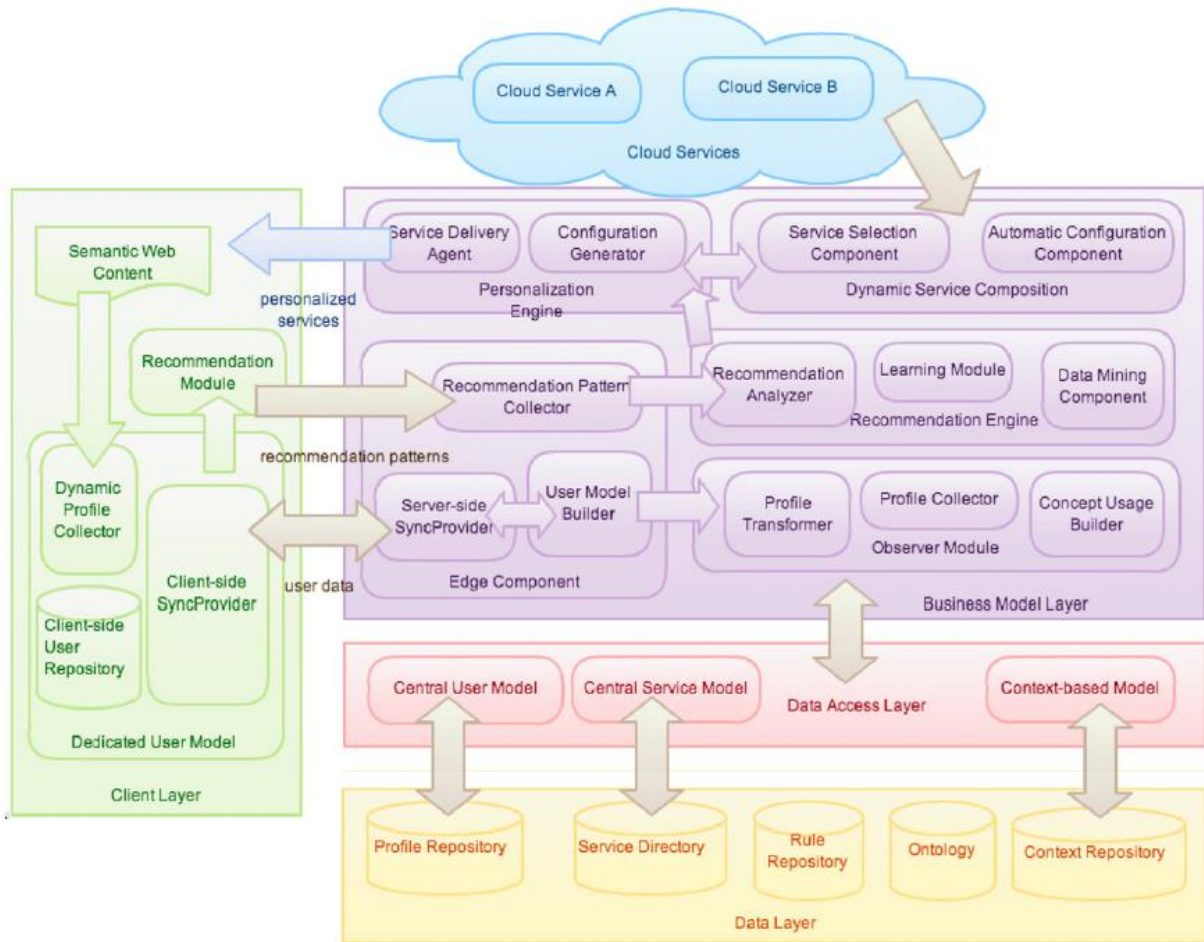 Cloud Service A
Cloud Service B
Cloud Services
Semantic Web
Content
Service Delivery
Agent
Configuration
Generator
Personalization
Engine
Service Selection
Component
Automatic Configuration
Component
Dynamic Service Composition
personalized
services
Recommendation
Module
Recommendation Pattern
Collector
Recommendation
Analyzer
Learning Module
Data Mining
Component
Recommendation Engine
recommendation patterns
Dynamic
Profile
Collector
Client-side
SyncProvider
Client-side
User
Repository
Dedicated User Model
Client Layer
Server-side
SyncProvider
User Model
Builder
Edge Component
user data
Profile
Transformer
Profile Collector
Concept Usage
Builder
Observer Module
Business Model Layer
Central User Model
Central Service Model
Context-based Model
Data Access Layer
Profile Repository
Service Directory
Rule
Repository
Ontology
Context Repository
Data Layer